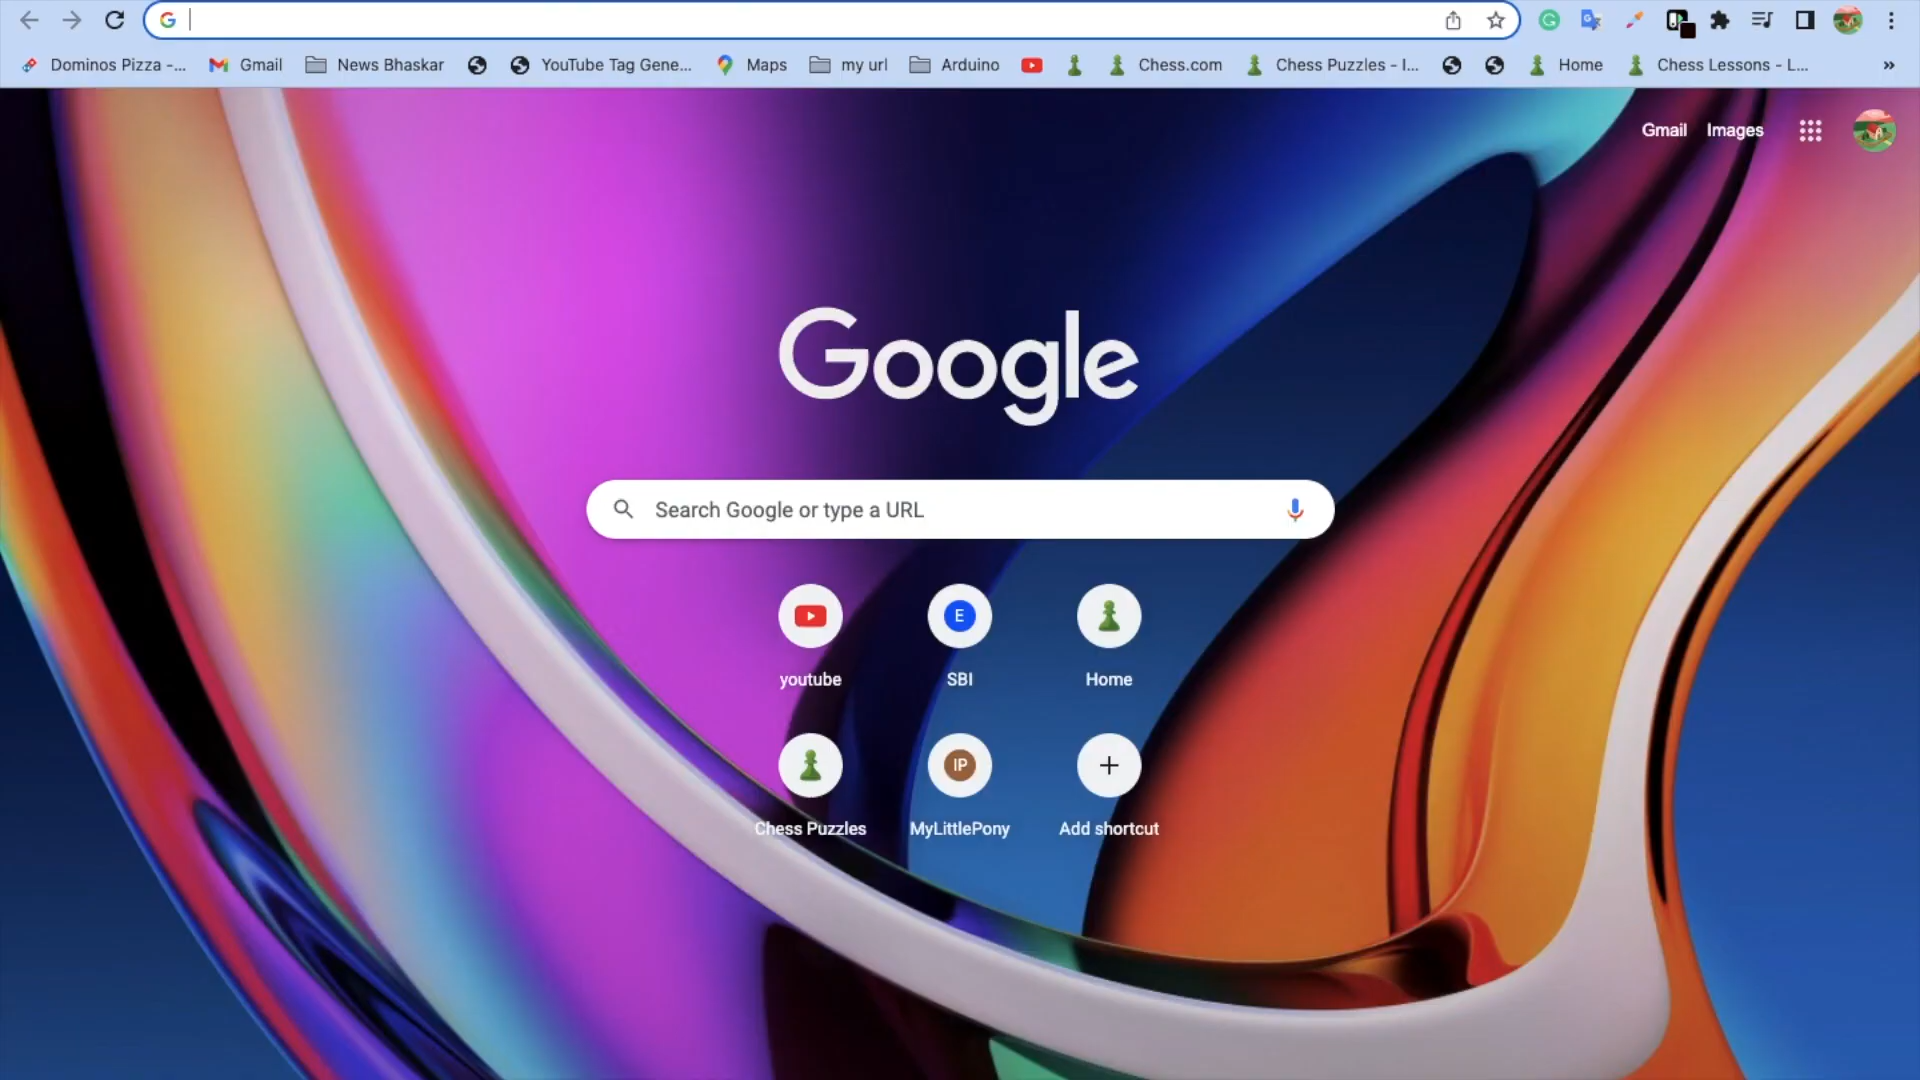 Dominos Pizza -... Gmail News Bhaskar YouTube Tag Gene... Maps my url Arduino Chess.com Chess Puzzles - I... Home Chess Lessons - L... »
Gmail Images
Google
Search Google or type a URL
E
youtube SBI Home
IP
Chess Puzzles MyLittlePony Add shortcut